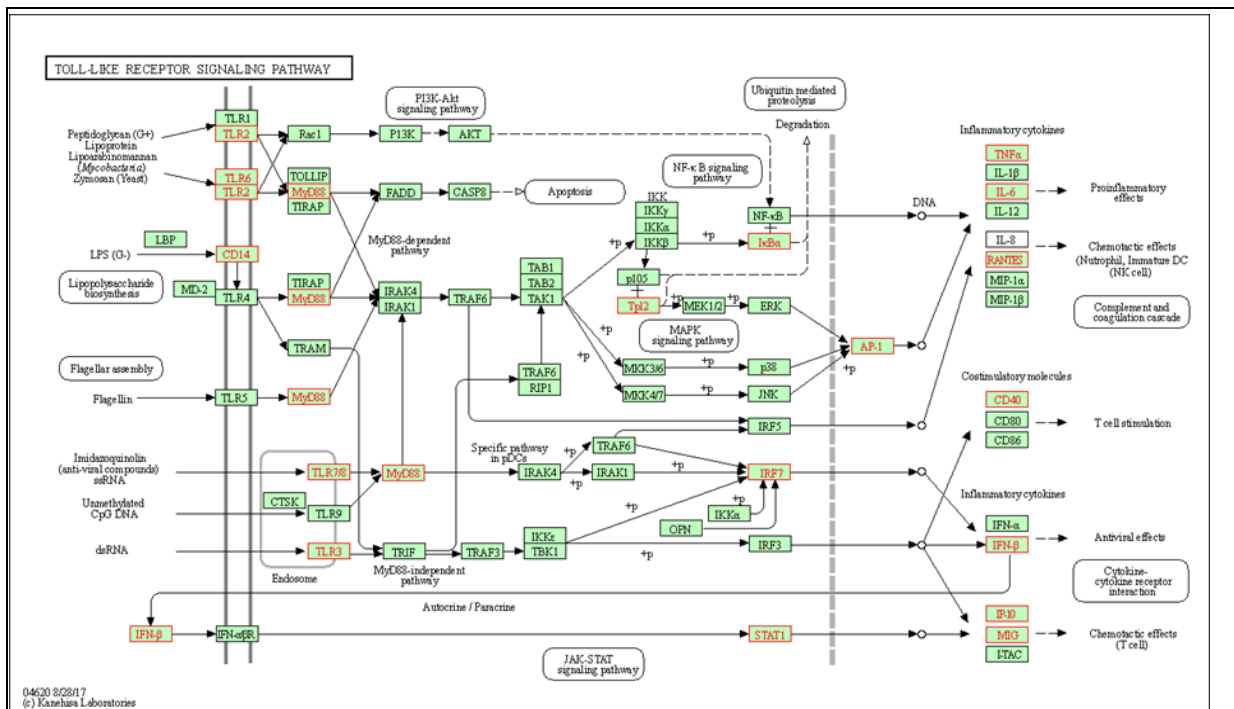 TOLL-LIKE RECEPTOR SIGNALING PATHWAY
PI3K-Akt
signaling pathway
Ubiquitin mediated
proteolysis
TLR1
TLR2
Rac1
PI3K
AKT
Degradation
Inflammatory cytokines
Peptidoglycan (G+)
Lipoprotein
Lipoarabinomannan
(Mycobacteria)
Zymosan (Yeast)
TLR6
TLR2
TOLLIP
MyD88
TIRAP
FADD
CASP8
Apoptosis
NF-κB signaling
pathway
IKK
IKKγ
IKKα
IKKβ
+p
NF-κB
IκBα
DNA
TNFα
IL-1β
IL-6
IL-12
Proinflammatory
effects
MyD88-dependent
pathway
LBP
LPS (G-)
CD14
IL-8
RANTES
MIP-1α
MIP-1β
Chemotactic effects
(Nutrophil, Immature DC
(NK cell)
Lipopolysaccharide
biosynthesis
MD-2
TLR4
TIRAP
MyD88
IRAK4
IRAK1
TRAF6
TAB1
TAB2
TAK1
+p
p105
Tpl2
+p
MEK1/2
+p
ERK
Complement and
coagulation cascade
MAPK
signaling pathway
TRAM
+p
+p
MKK3/6
+p
p38
AP-1
+p
Flagellar assembly
TRAF6
RIP1
MKK4/7
+p
JNK
Flagellin
TLR5
MyD88
Costimulatory molecules
CD40
CD80
CD86
T cell stimulation
IRF5
Imidazoquinolin
(anti-viral compounds)
ssRNA
TLR7/8
MyD88
Specific pathway
in pDCs
+p
TRAF6
+p
IRAK4
+p
IRAK1
+p
IRF7
Unmethylated
CpG DNA
CTSK
TLR9
+p
+p
IKKα
+p
OPN
Inflammatory cytokines
IFN-α
IFN-β
Antiviral effects
dsRNA
TLR3
TRIF
TRAF3
IKKε
TBK1
+p
IRF3
Endosome
MyD88-independent
pathway
Cytokine-
cytokine receptor
interaction
Autocrine / Paracrine
IFN-β
IFN-αβR
STAT1
IP-10
MIG
I-TAC
Chemotactic effects
(T cell)
JAK-STAT
signaling pathway
04620 8/28/17
(c) Kanehisa Laboratories